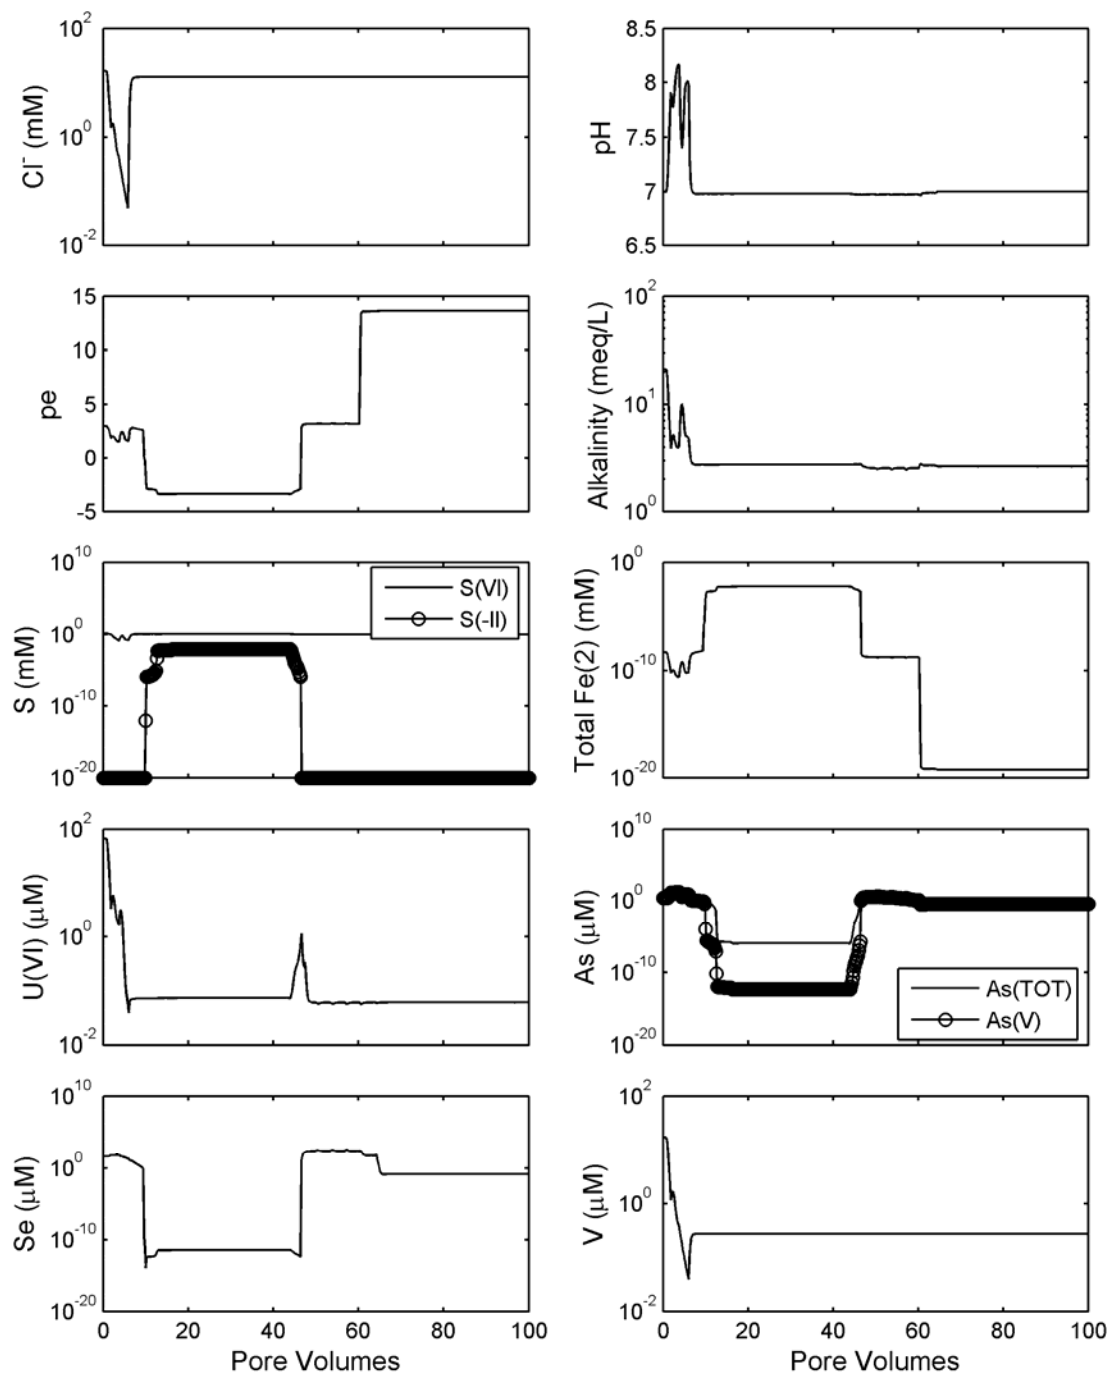 10^2
10^0
10^-2
Cl^- (mM)
8.5
8
7.5
7
6.5
pH
15
10
5
0
-5
pe
10^2
10^1
10^0
Alkalinity (meq/L)
10^10
10^0
10^-10
10^-20
S (mM)
S(VI)
S(-II)
10^0
10^-10
10^-20
Total Fe(2) (mM)
10^2
10^0
10^-2
U(VI) (μM)
10^10
10^0
10^-10
10^-20
As (μM)
As(TOT)
As(V)
10^10
10^0
10^-10
10^-20
Se (μM)
0 20 40 60 80 100
Pore Volumes
10^2
10^0
10^-2
V (μM)
0 20 40 60 80 100
Pore Volumes